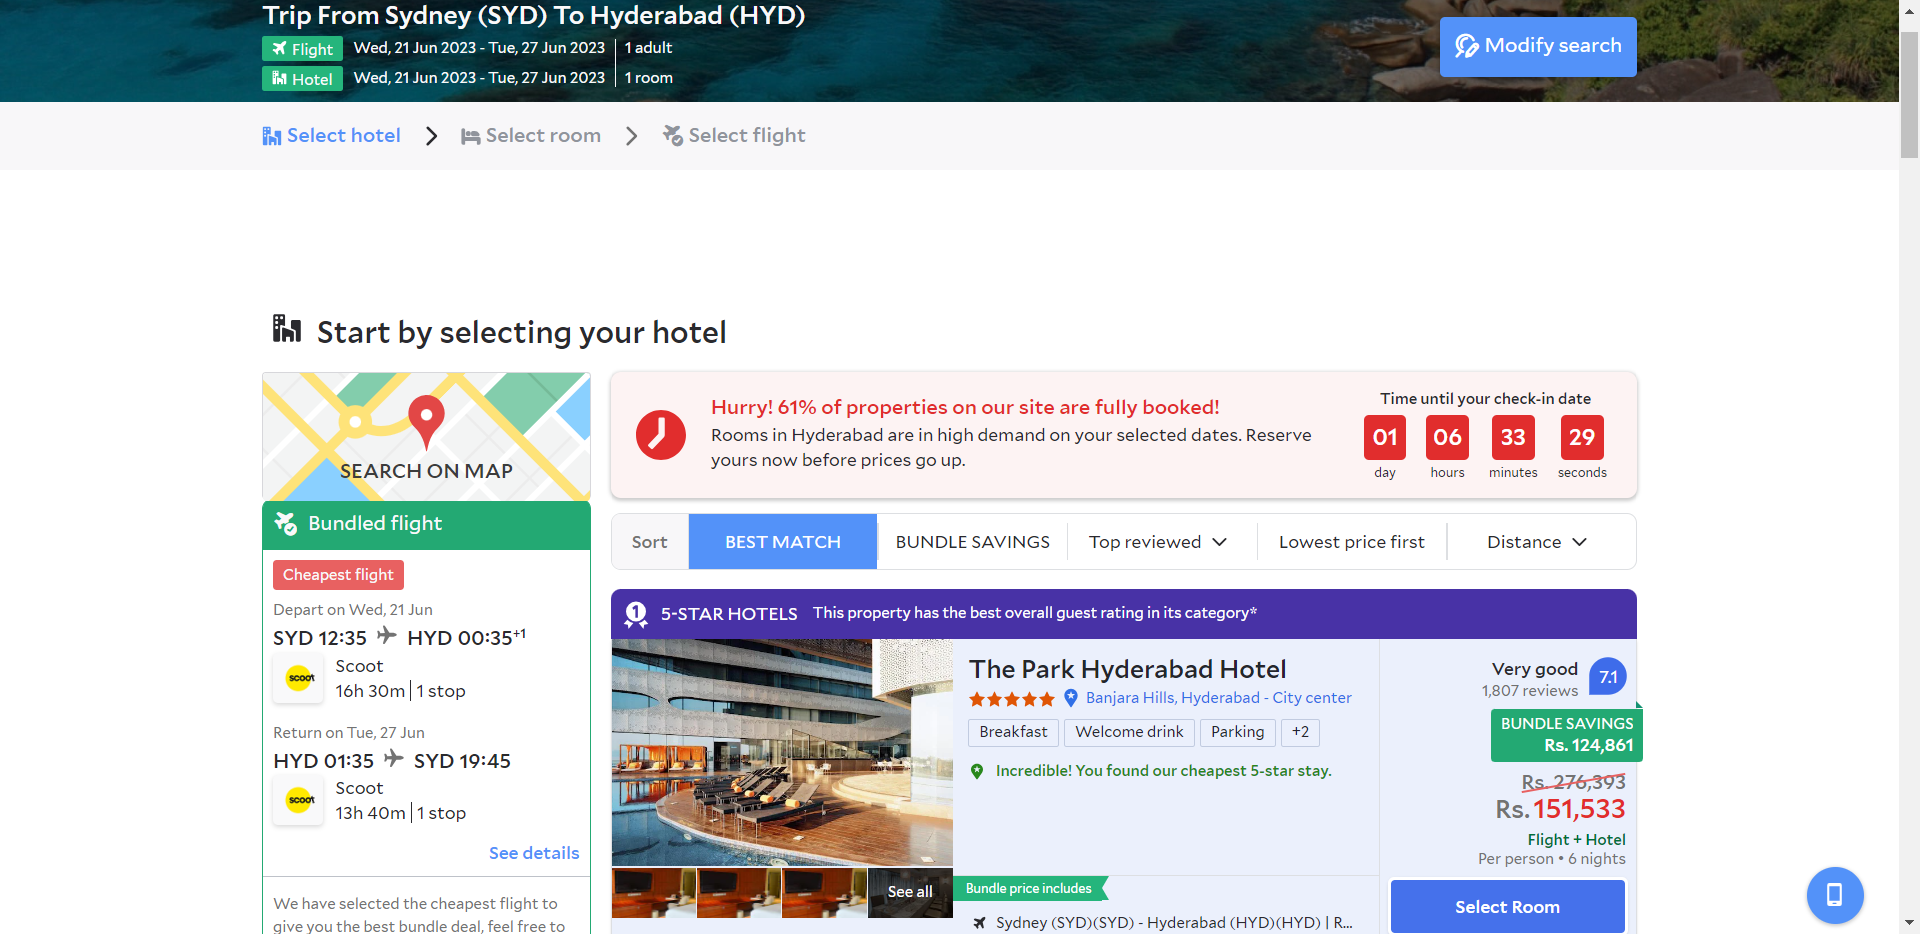 Trip From Sydney (SYD) To Hyderabad (HYD)
Flight Wed, 21 Jun 2023 - Tue, 27 Jun 2023 1 adult
Hotel Wed, 21 Jun 2023 - Tue, 27 Jun 2023 1 room
Modify search
Select hotel Select room Select flight
Start by selecting your hotel
SEARCH ON MAP
Hurry! 61% of properties on our site are fully booked!
Rooms in Hyderabad are in high demand on your selected dates. Reserve
yours now before prices go up.
Time until your check-in date
01 06 33 29
day hours minutes seconds
Bundled flight
Cheapest flight
Depart on Wed, 21 Jun
SYD 12:35 HYD 00:35+1
scoot
Scoot
16h 30m 1 stop
Return on Tue, 27 Jun
HYD 01:35 SYD 19:45
scoot
Scoot
13h 40m 1 stop
See details
We have selected the cheapest flight to
give you the best bundle deal, feel free to
Sort BEST MATCH BUNDLE SAVINGS Top reviewed Lowest price first Distance
1 5-STAR HOTELS This property has the best overall guest rating in its category*
The Park Hyderabad Hotel
Banjara Hills, Hyderabad - City center
Breakfast Welcome drink Parking +2
Incredible! You found our cheapest 5-star stay.
See all
Bundle price includes
Sydney (SYD)(SYD) - Hyderabad (HYD)(HYD) | R...
Very good 7.1
1,807 reviews
BUNDLE SAVINGS
Rs. 124,861
Rs. 276,393
Rs. 151,533
Flight + Hotel
Per person • 6 nights
Select Room